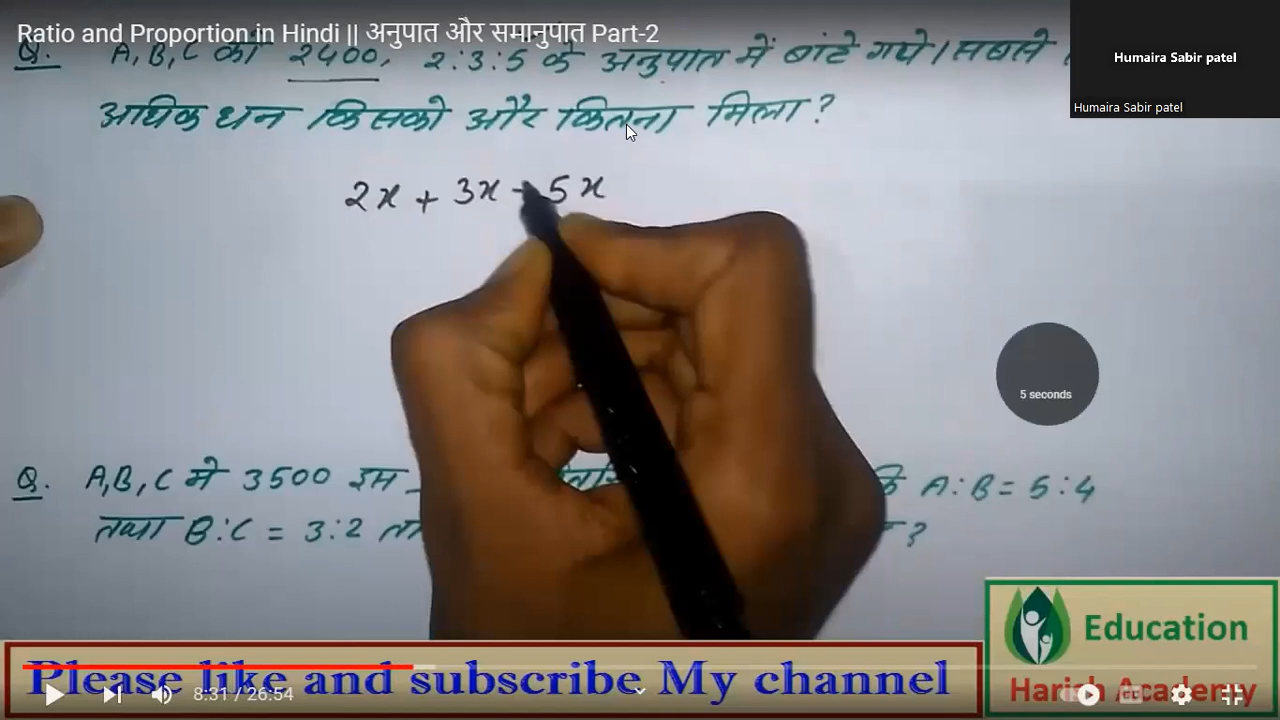 Ratio and Proportion in Hindi || अनुपात और समानुपात Part-2
Humaira Sabir patel
Humaira Sabir patel
Q. A, B, C को 2400, 2:3:5 के अनुपात में बांटे गये। सबसे
अधिक धन किसको और कितना मिला?
2x + 3x + 5x
5 seconds
Q. A, B, C मे 3500 इस A:B = 5:4
तथा B:C = 3:2 ?
Education
Harish Academy
Please like and subscribe My channel
8:31 / 26:54